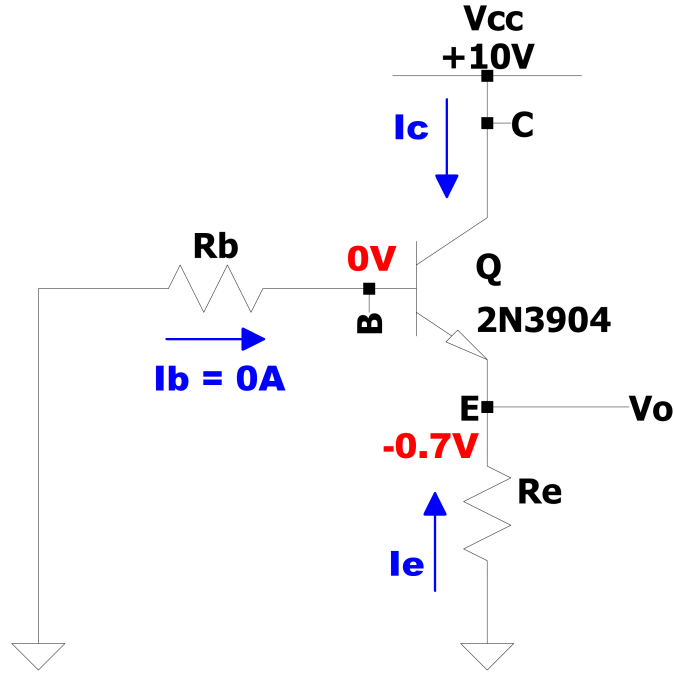 Vcc
+10V
Ic
C
Rb
0V
Q
B
2N3904
Ib = 0A
E
Vo
-0.7V
Re
Ie